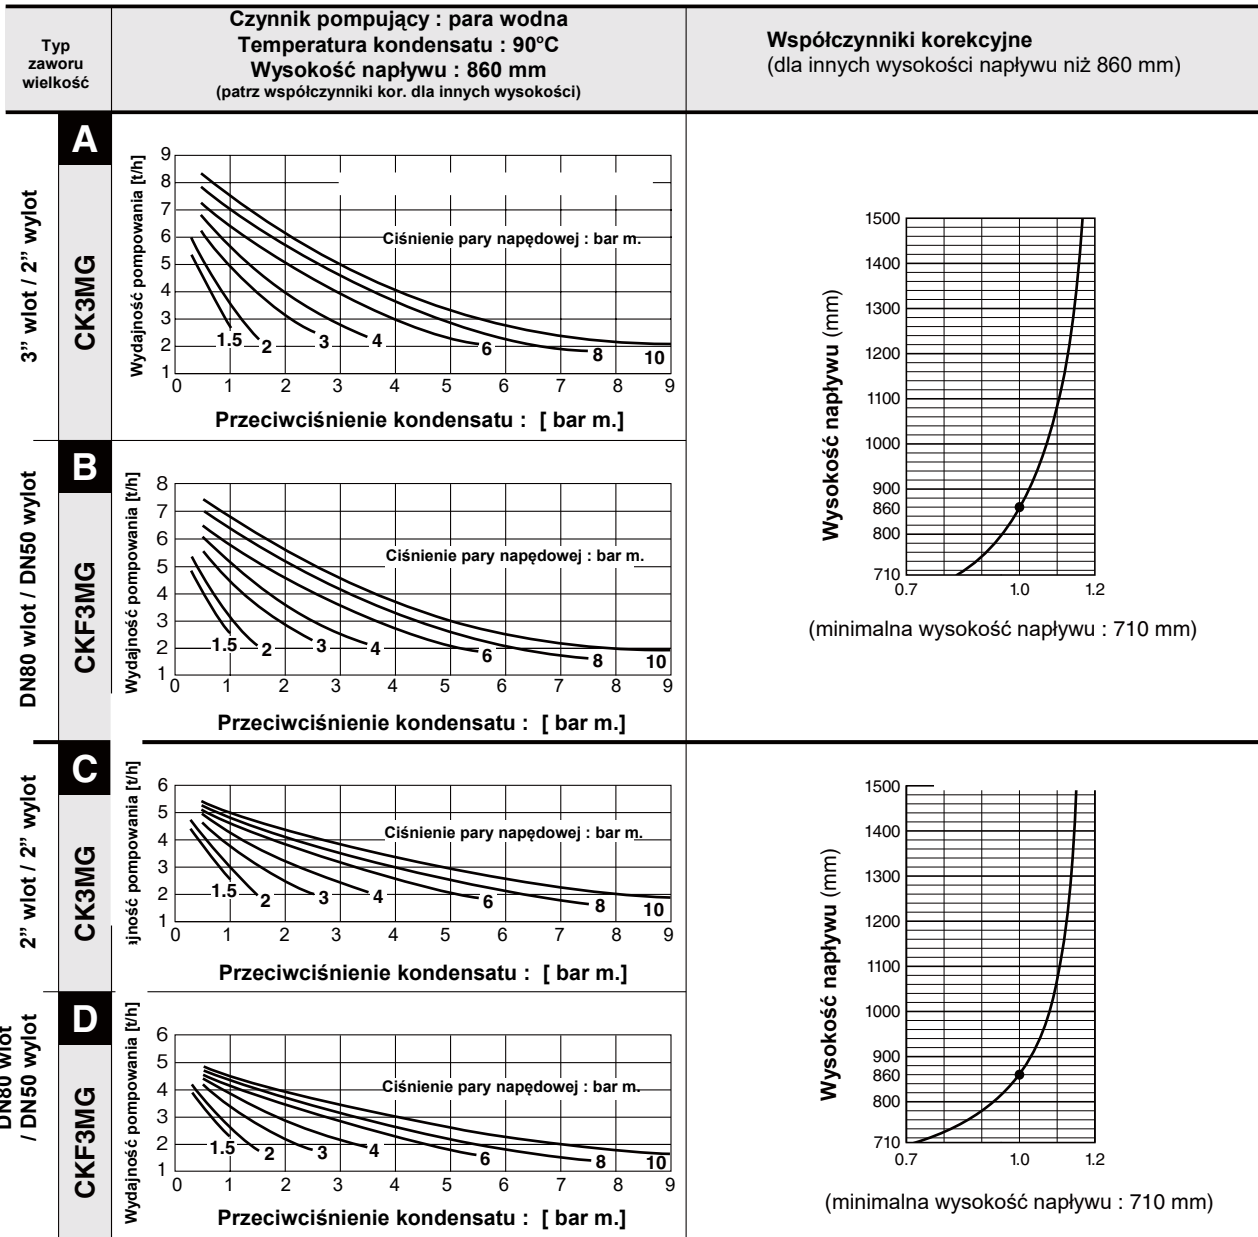 Typ
zaworu
wielkość
Czynnik pompujący : para wodna
Temperatura kondensatu : 90°C
Wysokość napływu : 860 mm
(patrz współczynniki kor. dla innych wysokości)
Współczynniki korekcyjne
(dla innych wysokości napływu niż 860 mm)
3” wlot / 2” wylot
A
CK3MG
Wydajność pompowania [t/h]
9
8
7
6
5
4
3
2
1
Ciśnienie pary napędowej : bar m.
1.5 2 3 4 6 8 10
0 1 2 3 4 5 6 7 8 9
Przeciwciśnienie kondensatu : [ bar m.]
DN80 wlot / DN50 wylot
B
CKF3MG
Wydajność pompowania [t/h]
8
7
6
5
4
3
2
1
Ciśnienie pary napędowej : bar m.
1.5 2 3 4 6 8 10
0 1 2 3 4 5 6 7 8 9
Przeciwciśnienie kondensatu : [ bar m.]
Wysokość napływu (mm)
1500
1400
1300
1200
1100
1000
900
860
800
710
0.7 1.0 1.2
(minimalna wysokość napływu : 710 mm)
2” wlot / 2” wylot
C
CK3MG
jność pompowania [t/h]
6
5
4
3
2
1
Ciśnienie pary napędowej : bar m.
1.5 2 3 4 6 8 10
0 1 2 3 4 5 6 7 8 9
Przeciwciśnienie kondensatu : [ bar m.]
DN80 wlot
/ DN50 wylot
D
CKF3MG
Wydajność pompowania [t/h]
6
5
4
3
2
1
Ciśnienie pary napędowej : bar m.
1.5 2 3 4 6 8 10
0 1 2 3 4 5 6 7 8 9
Przeciwciśnienie kondensatu : [ bar m.]
Wysokość napływu (mm)
1500
1400
1300
1200
1100
1000
900
860
800
710
0.7 1.0 1.2
(minimalna wysokość napływu : 710 mm)